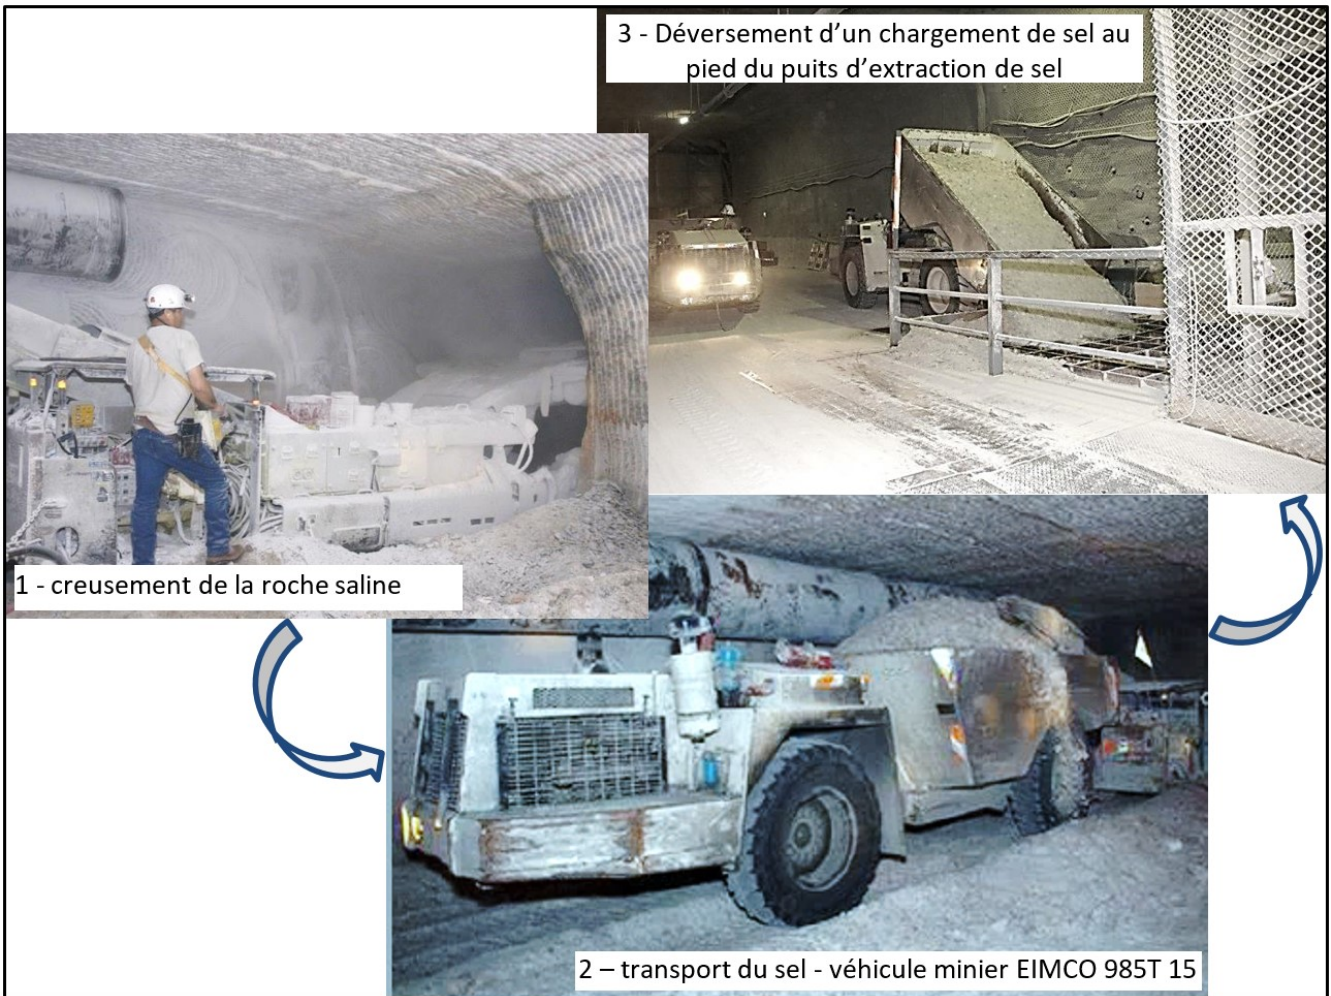 1 - creusement de la roche saline
2 – transport du sel - véhicule minier EIMCO 985T 15
3 - Déversement d’un chargement de sel au
pied du puits d’extraction de sel